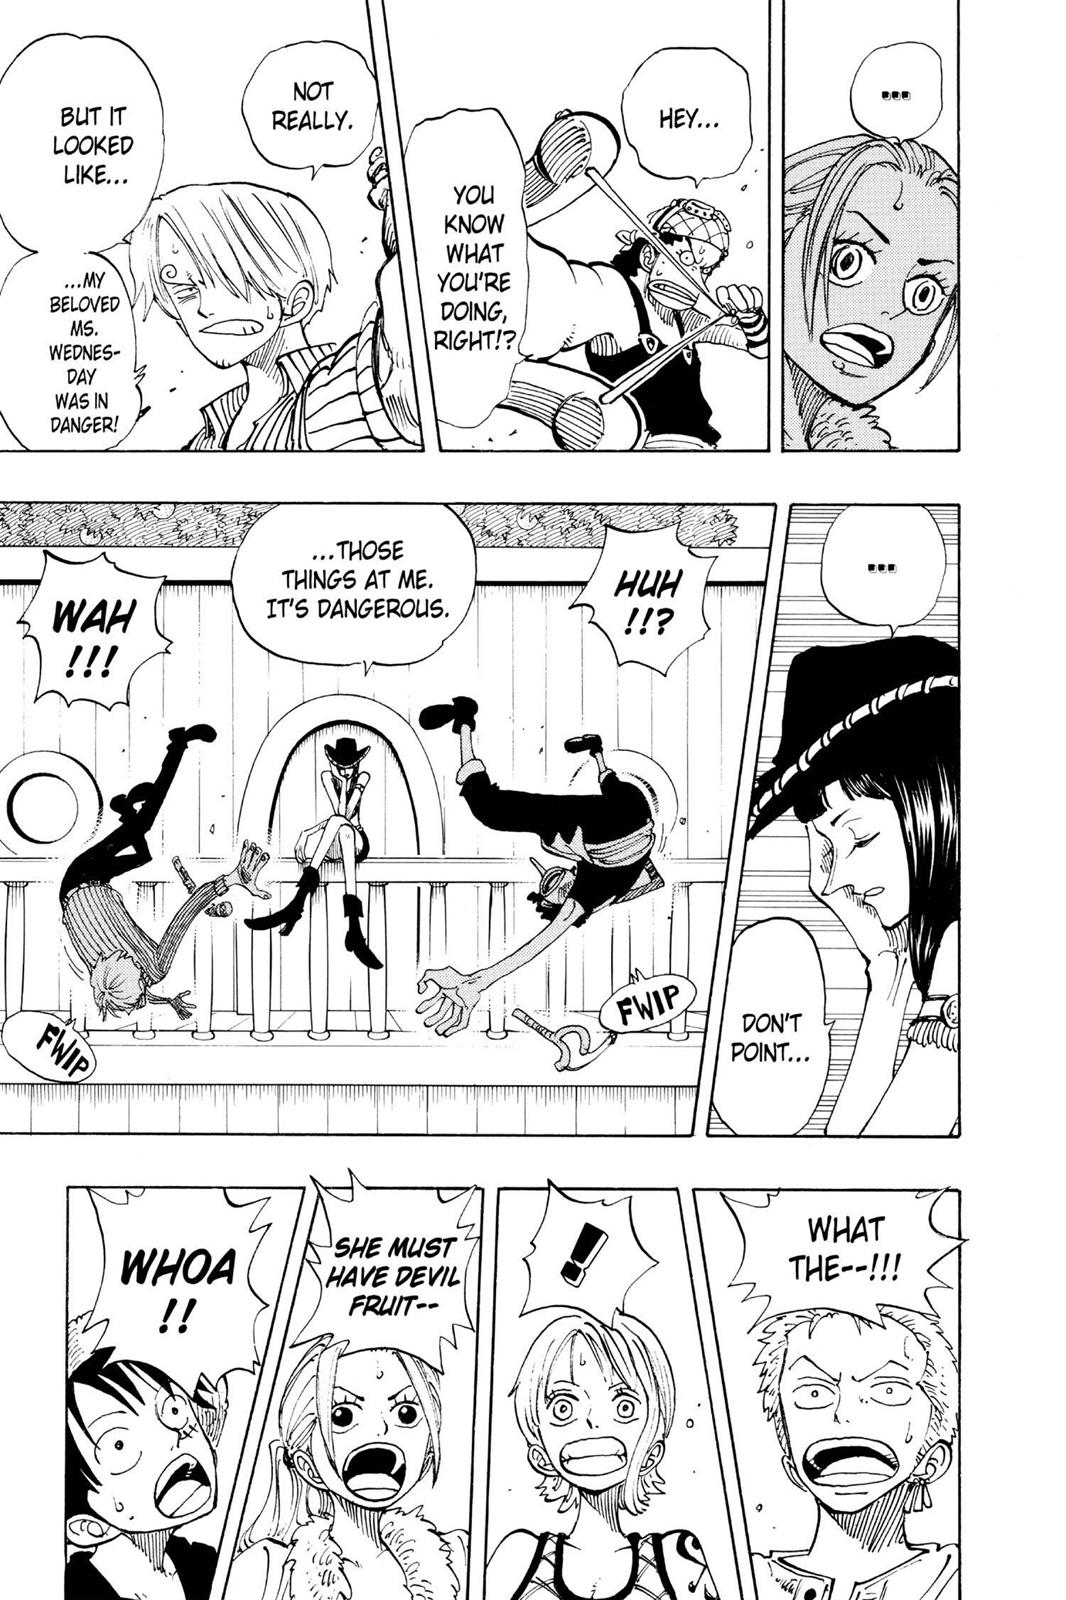 ...
HEY...
YOU
KNOW
WHAT
YOU'RE
DOING,
RIGHT!?
NOT
REALLY.
BUT IT
LOOKED
LIKE...
...MY
BELOVED
MS.
WEDNES-
DAY
WAS IN
DANGER!
...
DON'T
POINT...
HUH
!!?
...THOSE
THINGS AT ME.
IT'S DANGEROUS.
WAH
!!!
FWIP
FWIP
WHAT
THE--!!!
!
SHE MUST
HAVE DEVIL
FRUIT--
WHOA
!!